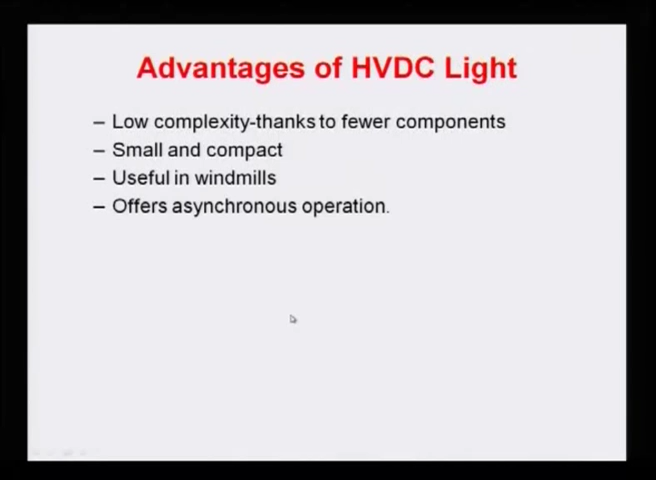 Advantages of HVDC Light
– Low complexity-thanks to fewer components
– Small and compact
– Useful in windmills
– Offers asynchronous operation.